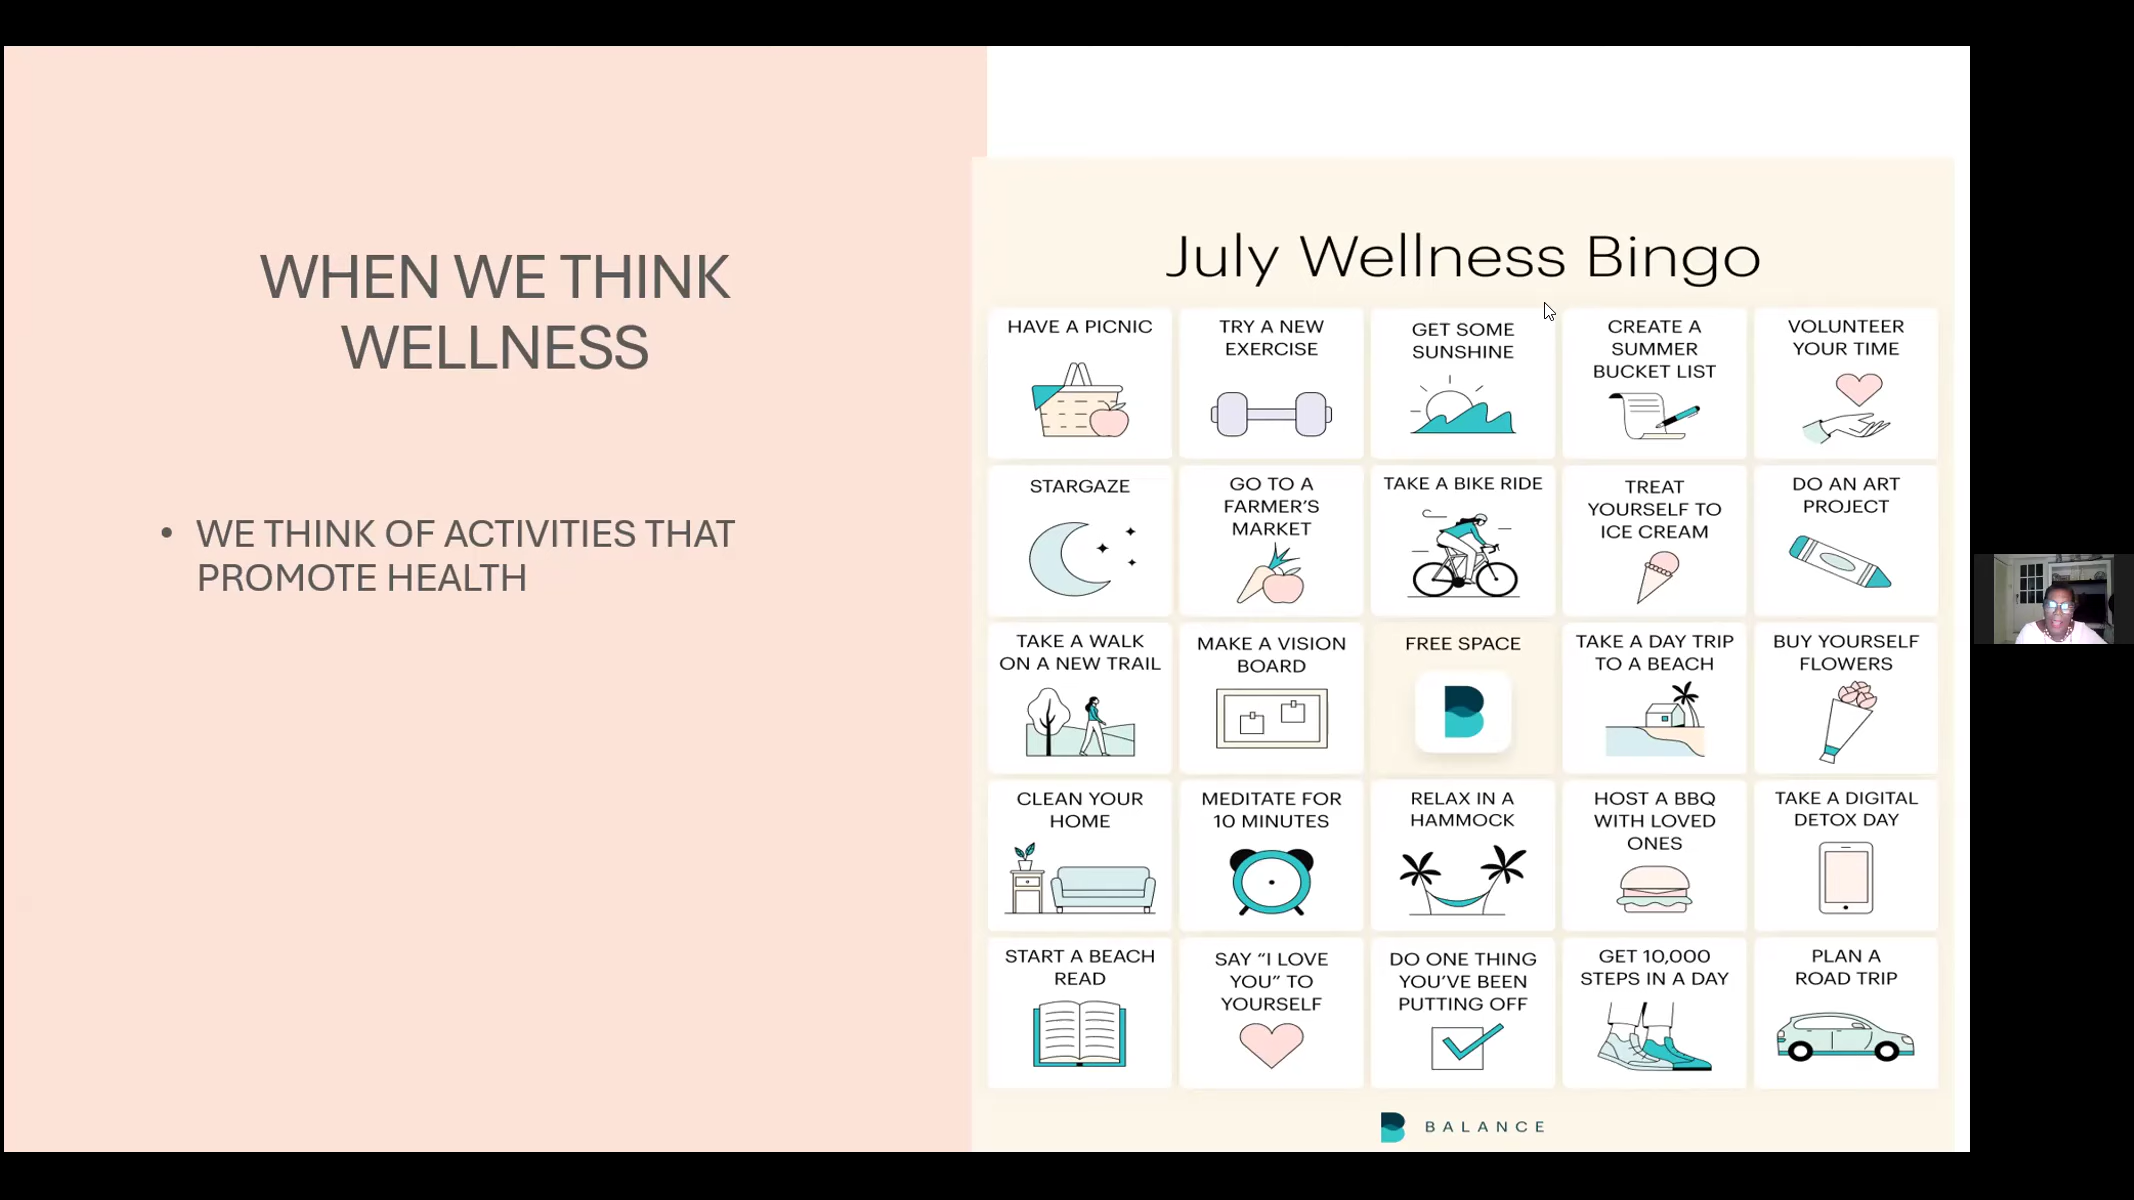 WHEN WE THINK
WELLNESS
• WE THINK OF ACTIVITIES THAT
PROMOTE HEALTH
July Wellness Bingo
HAVE A PICNIC
TRY A NEW
EXERCISE
GET SOME
SUNSHINE
CREATE A
SUMMER
BUCKET LIST
VOLUNTEER
YOUR TIME
STARGAZE
GO TO A
FARMER'S
MARKET
TAKE A BIKE RIDE
TREAT
YOURSELF TO
ICE CREAM
DO AN ART
PROJECT
TAKE A WALK
ON A NEW TRAIL
MAKE A VISION
BOARD
FREE SPACE
B
TAKE A DAY TRIP
TO A BEACH
BUY YOURSELF
FLOWERS
CLEAN YOUR
HOME
MEDITATE FOR
10 MINUTES
RELAX IN A
HAMMOCK
HOST A BBQ
WITH LOVED
ONES
TAKE A DIGITAL
DETOX DAY
START A BEACH
READ
SAY “I LOVE
YOU” TO
YOURSELF
DO ONE THING
YOU'VE BEEN
PUTTING OFF
GET 10,000
STEPS IN A DAY
PLAN A
ROAD TRIP
B BALANCE